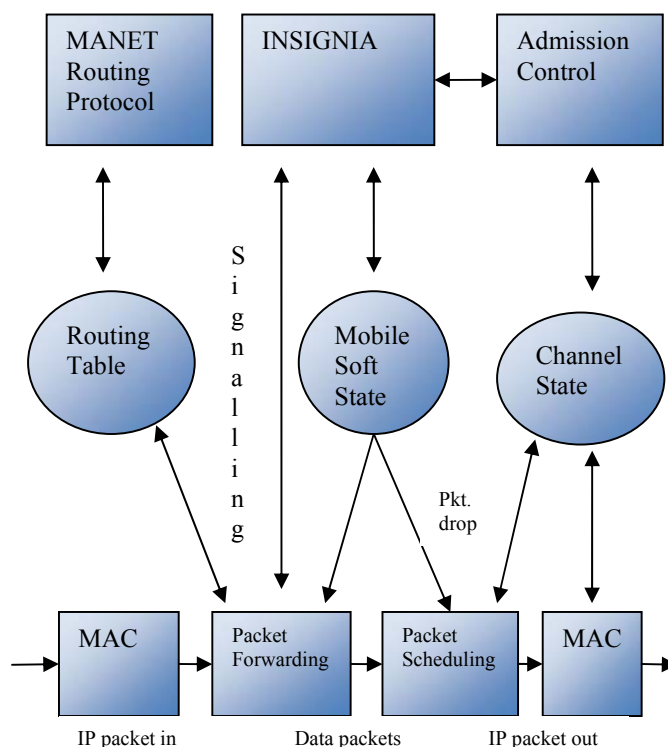 MANET
Routing
Protocol
INSIGNIA
Admission
Control
Signalling
Routing
Table
Mobile
Soft
State
Channel
State
Pkt.
drop
MAC
Packet
Forwarding
Packet
Scheduling
MAC
IP packet in
Data packets
IP packet out